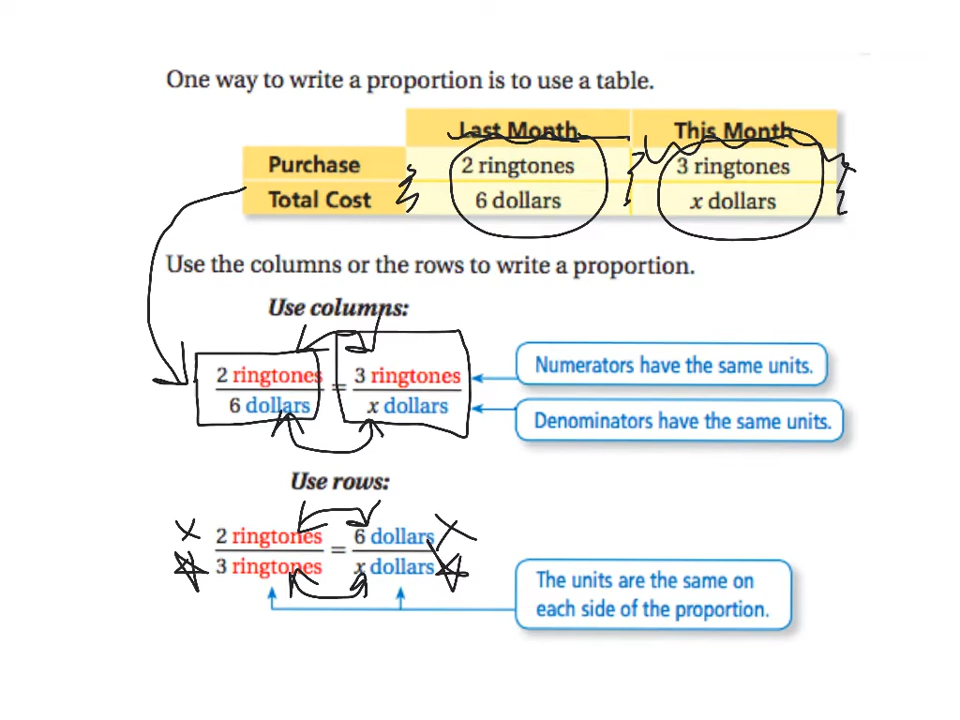 One way to write a proportion is to use a table.
Last Month This Month
Purchase 2 ringtones 3 ringtones
Total Cost 6 dollars x dollars
Use the columns or the rows to write a proportion.
Use columns:
2 ringtones / 6 dollars = 3 ringtones / x dollars
Numerators have the same units.
Denominators have the same units.
Use rows:
2 ringtones / 3 ringtones = 6 dollars / x dollars
The units are the same on
each side of the proportion.